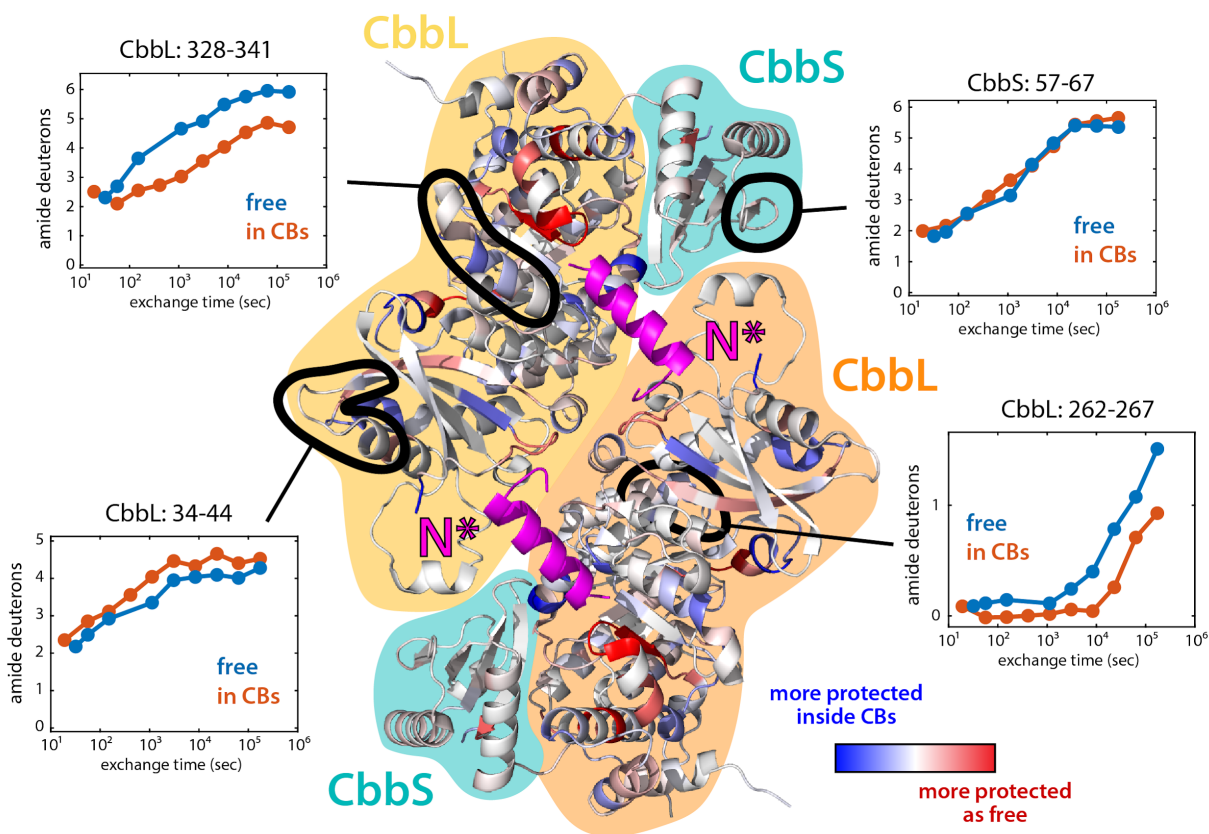 CbbL: 328-341
amide deuterons
6
5
4
3
2
1
0
free
in CBs
10¹
10²
10³
10⁴
10⁵
10⁶
exchange time (sec)
CbbL
CbbS
CbbS: 57-67
amide deuterons
6
5
4
3
2
1
0
free
in CBs
10¹
10²
10³
10⁴
10⁵
10⁶
exchange time (sec)
N*
CbbL
CbbL: 262-267
amide deuterons
1
0
free
in CBs
10¹
10²
10³
10⁴
10⁵
10⁶
exchange time (sec)
CbbL: 34-44
amide deuterons
5
4
3
2
1
0
free
in CBs
10¹
10²
10³
10⁴
10⁵
10⁶
exchange time (sec)
N*
CbbS
more protected
inside CBs
more protected
as free